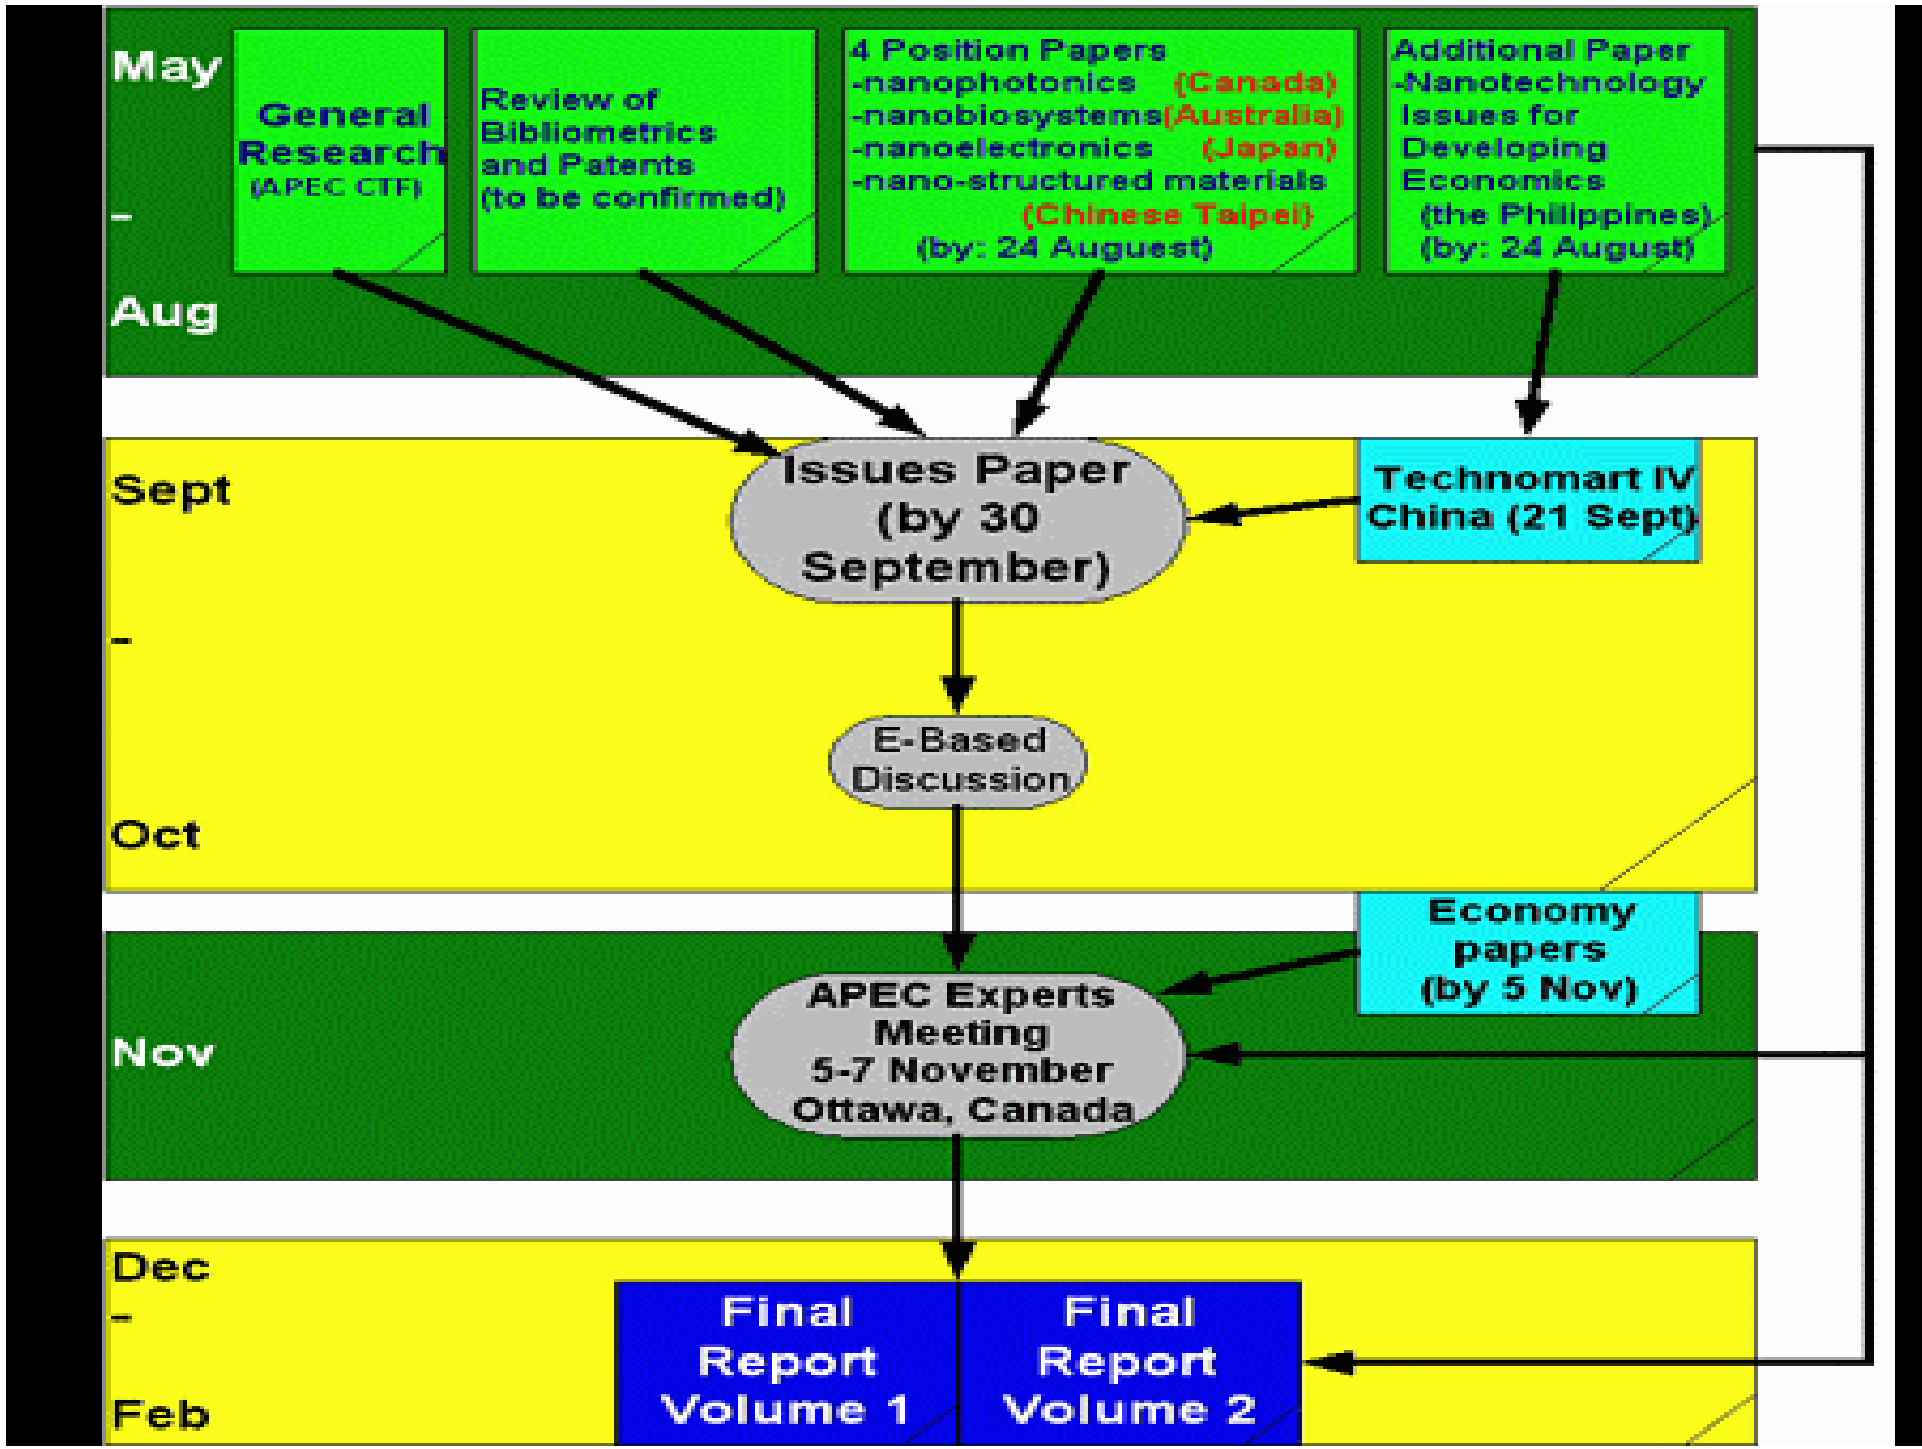 May
-
Aug
General
Research
(APEC CTF)
Review of
Bibliometrics
and Patents
(to be confirmed)
4 Position Papers
-nanophotonics (Canada)
-nanobiosystems(Australia)
-nanoelectronics (Japan)
-nano-structured materials
(Chinese Taipei)
(by: 24 Auguest)
Additional Paper
-Nanotechnology
Issues for
Developing
Economics
(the Philippines)
(by: 24 August)
Sept
-
Oct
Issues Paper
(by 30
September)
Technomart IV
China (21 Sept)
E-Based
Discussion
Economy
papers
(by 5 Nov)
Nov
APEC Experts
Meeting
5-7 November
Ottawa, Canada
Dec
-
Feb
Final
Report
Volume 1
Final
Report
Volume 2